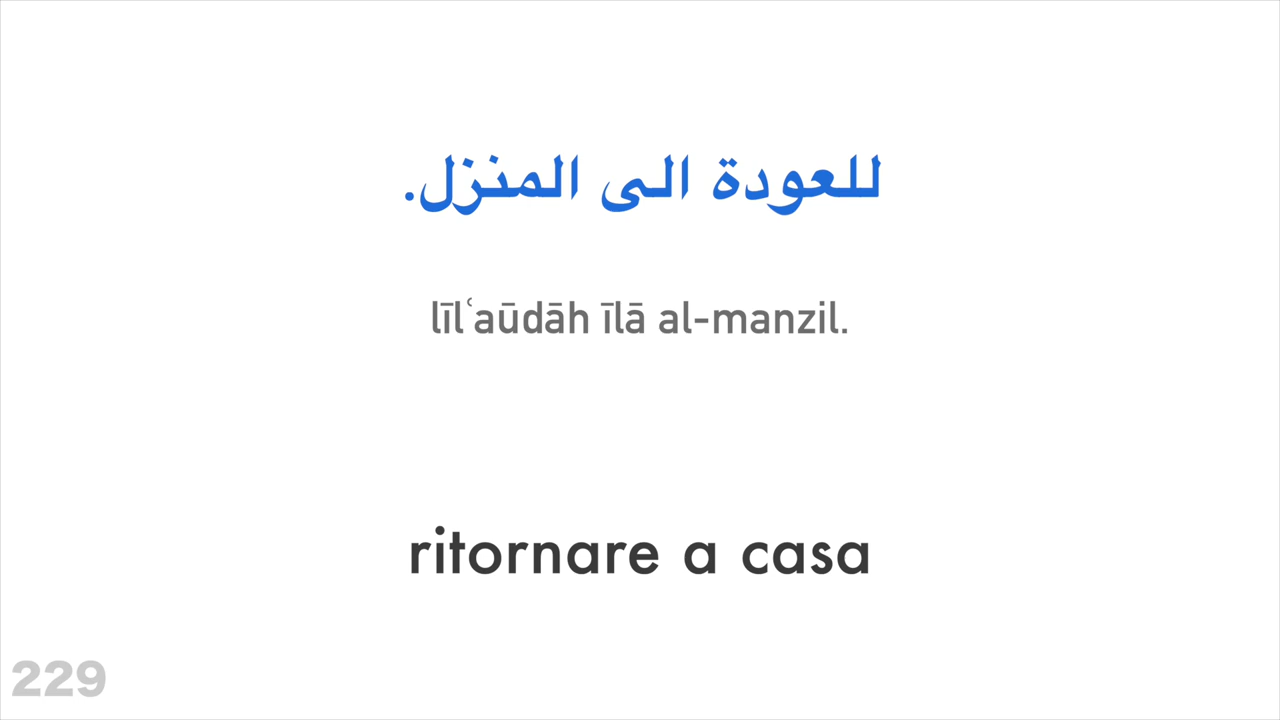 للعودة الى المنزل.
līlʿaūdāh īlā al-manzil.
ritornare a casa
229